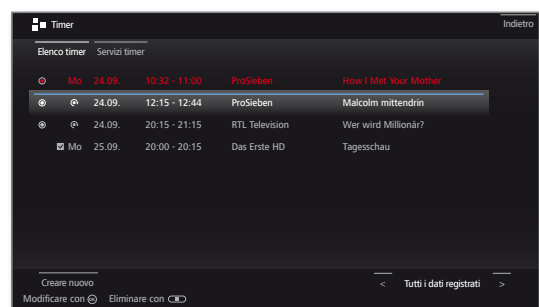 Timer Indietro
Elenco timer Servizi timer
Mo 24.09. 10:32 - 11:00 ProSieben How I Met Your Mother
24.09. 12:15 - 12:44 ProSieben Malcolm mittendrin
24.09. 20:15 - 21:15 RTL Television Wer wird Millionär?
Mo 25.09. 20:00 - 20:15 Das Erste HD Tagesschau
Creare nuovo < Tutti i dati registrati >
Modificare con OK Eliminare con